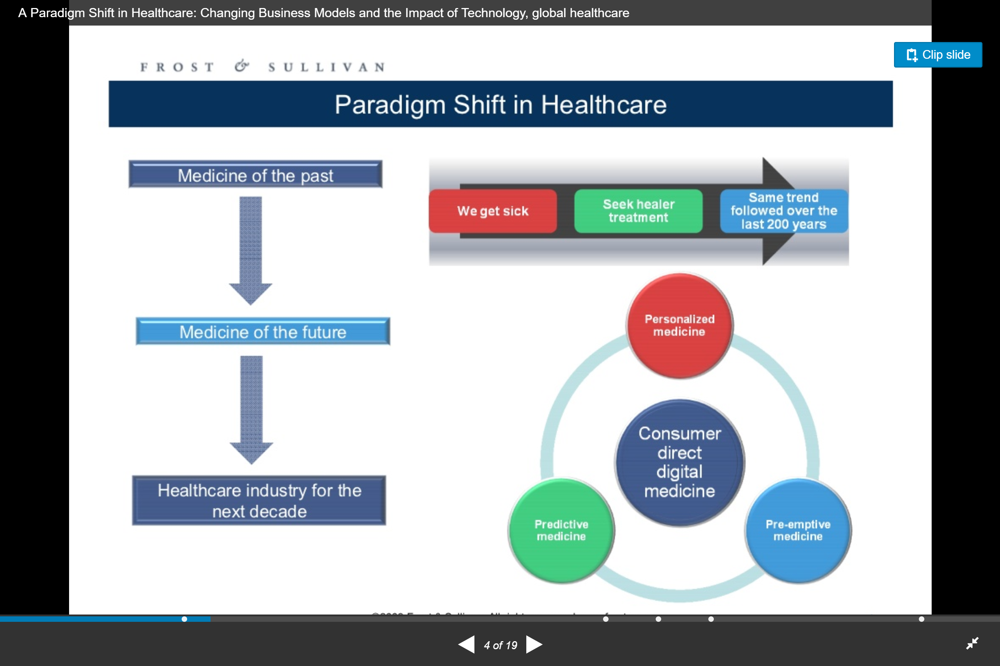 A Paradigm Shift in Healthcare: Changing Business Models and the Impact of Technology, global healthcare
Clip slide
FROST & SULLIVAN
Paradigm Shift in Healthcare
Medicine of the past
We get sick
Seek healer
treatment
Same trend
followed over the
last 200 years
Medicine of the future
Healthcare industry for the
next decade
Personalized
medicine
Consumer
direct
digital
medicine
Predictive
medicine
Pre-emptive
medicine
4 of 19